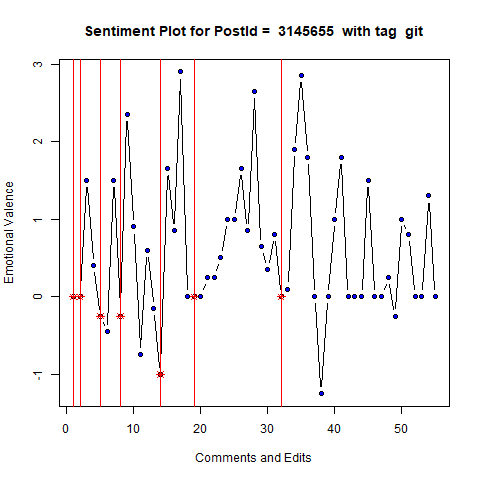 Sentiment Plot for PostId = 3145655 with tag git
Emotional Valence
3
2
1
0
-1
0 10 20 30 40 50
Comments and Edits